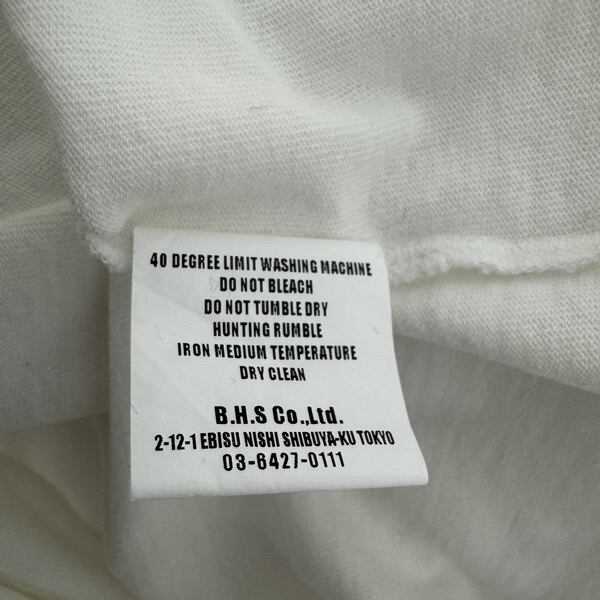 40 DEGREE LIMIT WASHING MACHINE
DO NOT BLEACH
DO NOT TUMBLE DRY
HUNTING RUMBLE
IRON MEDIUM TEMPERATURE
DRY CLEAN
B.H.S Co.,Ltd.
2-12-1 EBISU NISHI SHIBUYA-KU TOKYO
03-6427-0111